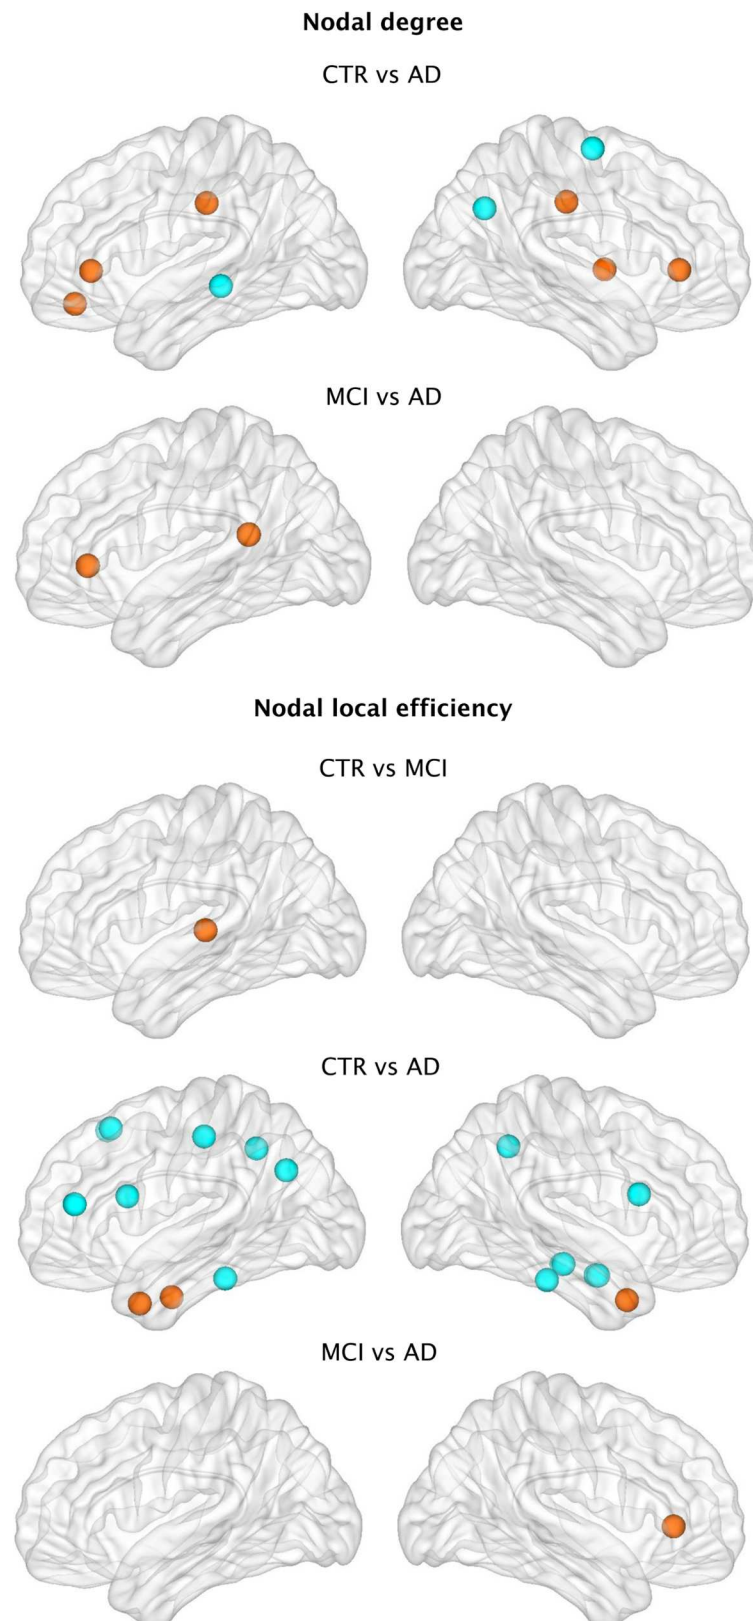 Nodal degree
CTR vs AD
MCI vs AD
Nodal local efficiency
CTR vs MCI
CTR vs AD
MCI vs AD